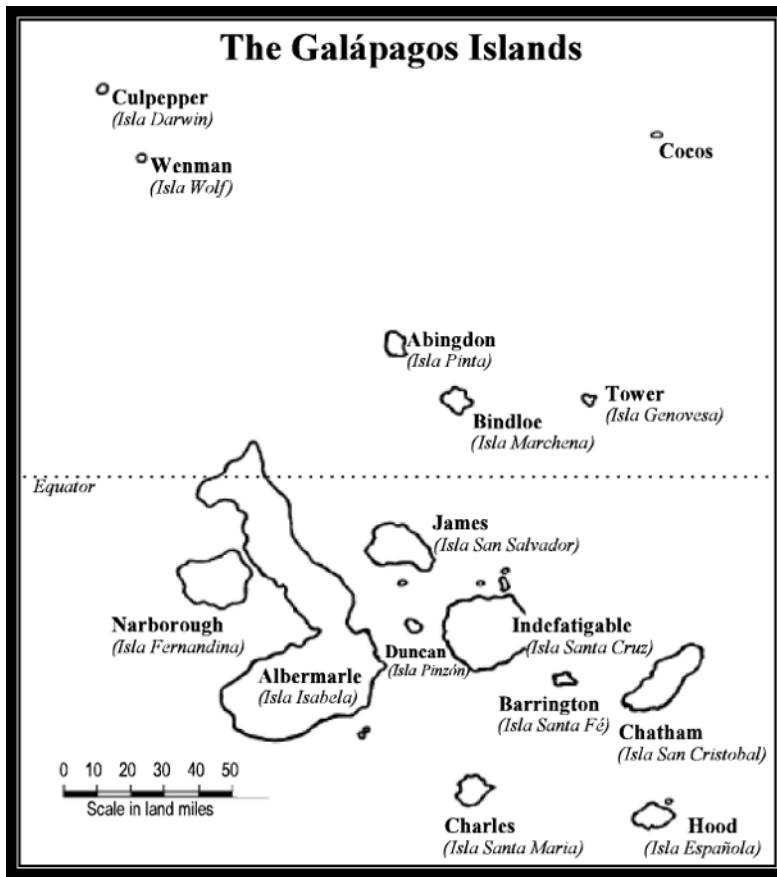 The Galápagos Islands
Culpepper
(Isla Darwin)
Cocos
Wenman
(Isla Wolf)
Abingdon
(Isla Pinta)
Tower
(Isla Genovesa)
Bindloe
(Isla Marchena)
Equator
James
(Isla San Salvador)
Narborough
(Isla Fernandina)
Indefatigable
(Isla Santa Cruz)
Duncan
(Isla Pinzón)
Albermarle
(Isla Isabela)
Barrington
(Isla Santa Fé)
Chatham
(Isla San Cristobal)
0 10 20 30 50
Scale in land miles
Charles
(Isla Santa Maria)
Hood
(Isla Española)